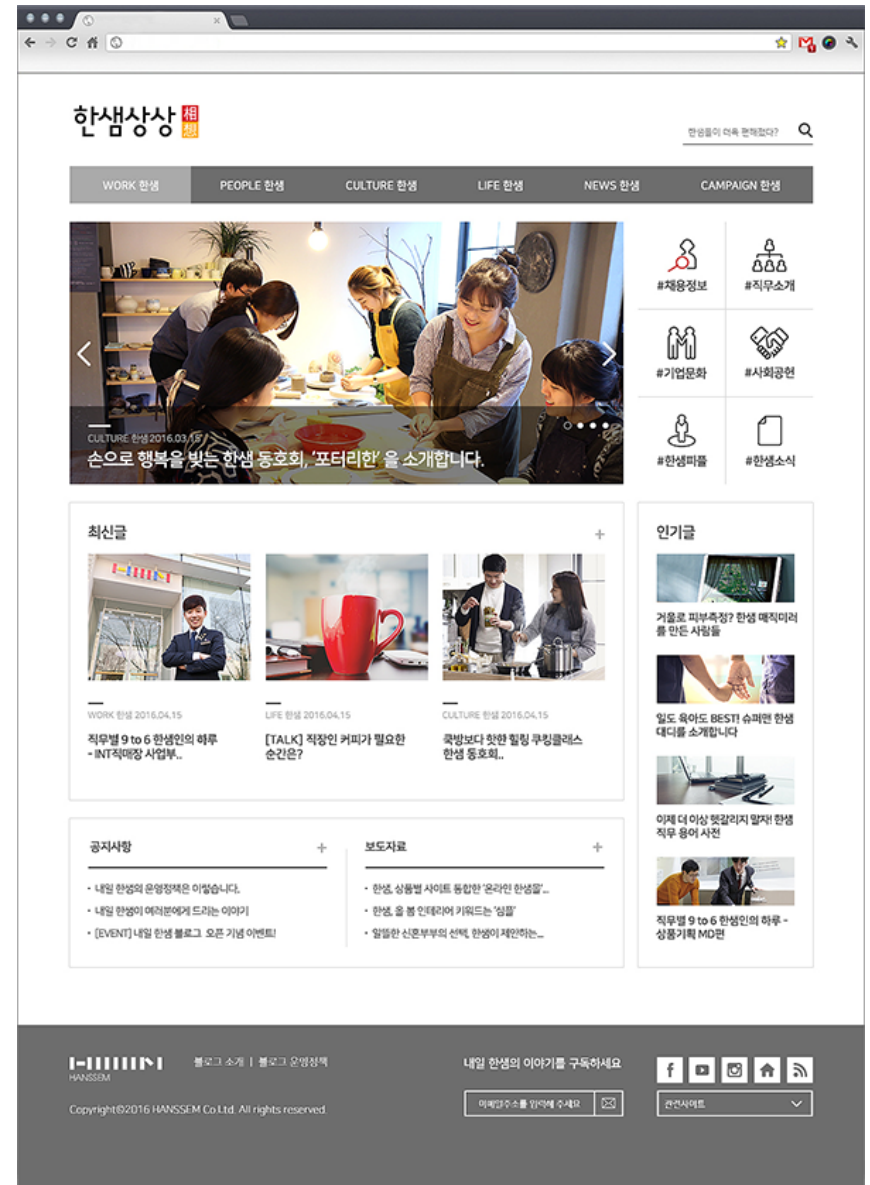 한샘상상 相想
한샘들이 더욱 편해졌다?
WORK 한샘 PEOPLE 한샘 CULTURE 한샘 LIFE 한샘 NEWS 한샘 CAMPAIGN 한샘
CULTURE 한샘 2016.03.15
손으로 행복을 빚는 한샘 동호회, '포터리한' 을 소개합니다.
#채용정보 #직무소개
#기업문화 #사회공헌
#한샘피플 #한샘소식
최신글 +
WORK 한샘 2016.04.15
직무별 9 to 6 한샘인의 하루
- INT직매장 사업부..
LIFE 한샘 2016.04.15
[TALK] 직장인 커피가 필요한
순간은?
CULTURE 한샘 2016.04.15
쿡방보다 핫한 힐링 쿠킹클래스
한샘 동호회..
인기글
거울로 피부측정? 한샘 매직미러
를 만든 사람들
일도 육아도 BEST! 슈퍼맨 한샘
대디를 소개합니다
이제 더 이상 헷갈리지 말자! 한샘
직무 용어 사전
직무별 9 to 6 한샘인의 하루 -
상품기획 MD편
공지사항 +
• 내일 한샘의 운영정책은 이렇습니다.
• 내일 한샘이 여러분에게 드리는 이야기
• [EVENT] 내일 한샘 블로그 오픈 기념 이벤트!
보도자료 +
• 한샘, 상품별 사이트 통합한 '온라인 한샘몰'...
• 한샘, 올 봄 인테리어 키워드는 '심플'
• 알뜰한 신혼부부의 선택, 한샘이 제안하는...
HANSSEM
블로그 소개 | 블로그 운영정책
Copyright©2016 HANSSEM Co.Ltd. All rights reserved.
내일 한샘의 이야기를 구독하세요
이메일주소를 입력해 주세요
관련사이트